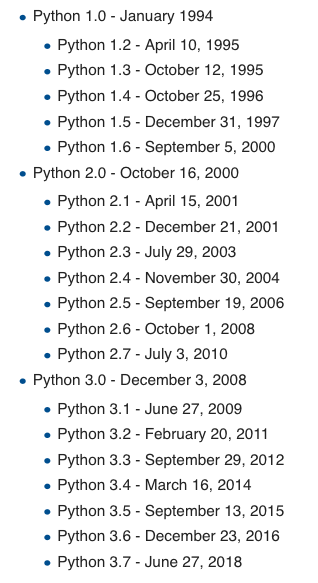 Python 1.0 - January 1994
Python 1.2 - April 10, 1995
Python 1.3 - October 12, 1995
Python 1.4 - October 25, 1996
Python 1.5 - December 31, 1997
Python 1.6 - September 5, 2000
Python 2.0 - October 16, 2000
Python 2.1 - April 15, 2001
Python 2.2 - December 21, 2001
Python 2.3 - July 29, 2003
Python 2.4 - November 30, 2004
Python 2.5 - September 19, 2006
Python 2.6 - October 1, 2008
Python 2.7 - July 3, 2010
Python 3.0 - December 3, 2008
Python 3.1 - June 27, 2009
Python 3.2 - February 20, 2011
Python 3.3 - September 29, 2012
Python 3.4 - March 16, 2014
Python 3.5 - September 13, 2015
Python 3.6 - December 23, 2016
Python 3.7 - June 27, 2018